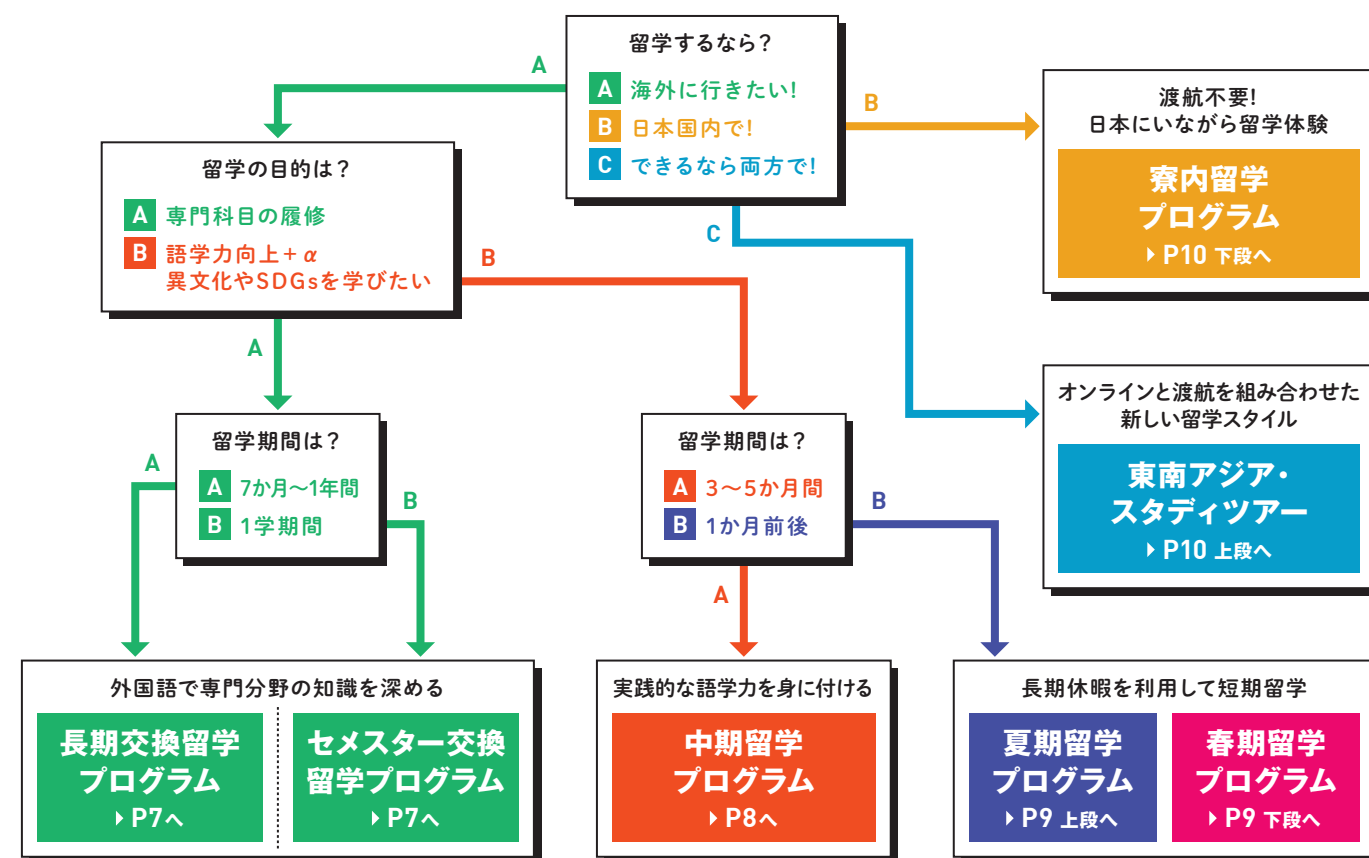 留学するなら?
A 海外に行きたい!
B 日本国内で!
C できるなら両方で!
A
B
C
渡航不要!
日本にいながら留学体験
寮内留学
プログラム
P10 下段へ
留学の目的は?
A 専門科目の履修
B 語学力向上+α
異文化やSDGsを学びたい
A
B
オンラインと渡航を組み合わせた
新しい留学スタイル
東南アジア・
スタディツアー
P10 上段へ
留学期間は?
A 7か月〜1年間
B 1学期間
A
B
留学期間は?
A 3〜5か月間
B 1か月前後
A
B
外国語で専門分野の知識を深める
長期交換留学
プログラム
P7へ
セメスター交換
留学プログラム
P7へ
実践的な語学力を身に付ける
中期留学
プログラム
P8へ
長期休暇を利用して短期留学
夏期留学
プログラム
P9 上段へ
春期留学
プログラム
P9 下段へ